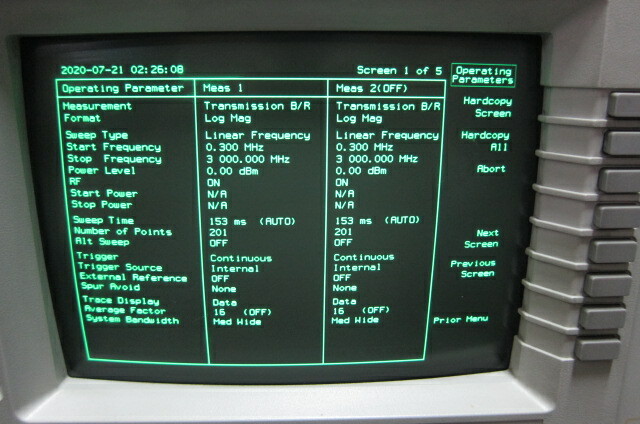 2020-07-21 02:26:08 Screen 1 of 5 Operating Parameters
Operating Parameter Meas 1 Meas 2(OFF)
Measurement Transmission B/R Transmission B/R
Format Log Mag Log Mag
Sweep Type Linear Frequency Linear Frequency
Start Frequency 0.300 MHz 0.300 MHz
Stop Frequency 3 000.000 MHz 3 000.000 MHz
Power Level 0.00 dBm 0.00 dBm
RF ON ON
Start Power N/A N/A
Stop Power N/A N/A
Sweep Time 153 ms (AUTO) 153 ms (AUTO)
Number of Points 201 201
Alt Sweep OFF OFF
Trigger Continuous Continuous
Trigger Source Internal Internal
External Reference OFF OFF
Spur Avoid None None
Trace Display Data Data
Average Factor 16 (OFF) 16 (OFF)
System Bandwidth Med Wide Med Wide
Hardcopy Screen
Hardcopy All
Abort
Next Screen
Previous Screen
Prior Menu